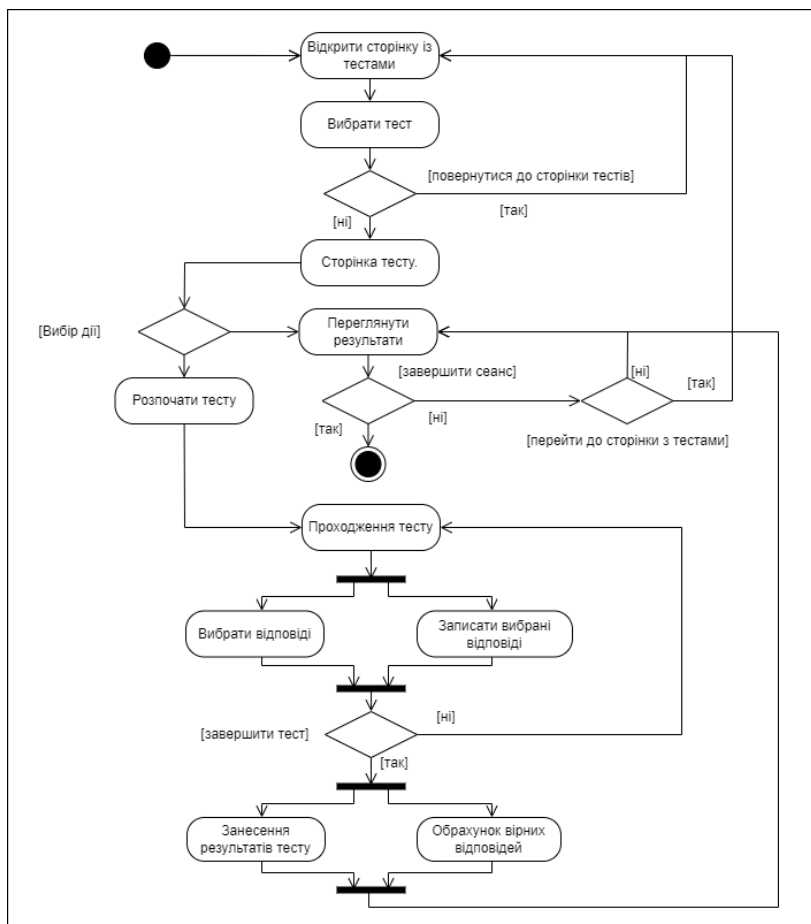 Відкрити сторінку із
тестами
Вибрати тест
[повернутися до сторінки тестів]
[так]
[ні]
Сторінка тесту.
[Вибір дії]
Переглянути
результати
[завершити сеанс]
[ні]
[так]
Розпочати тесту
[так]
[ні]
[перейти до сторінки з тестами]
Проходження тесту
Вибрати відповіді
Записати вибрані
відповіді
[ні]
[завершити тест]
[так]
Занесення
результатів тесту
Обрахунок вірних
відповідей